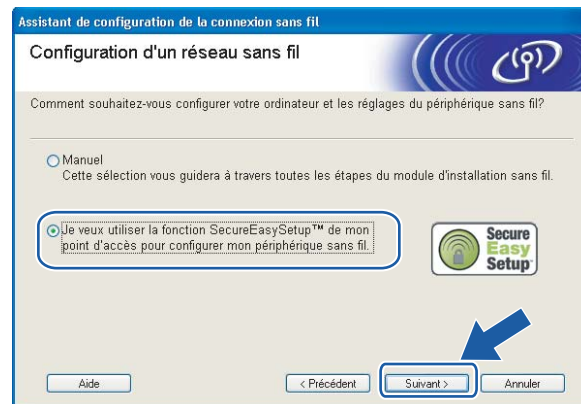 Assistant de configuration de la connexion sans fil
Configuration d'un réseau sans fil
Comment souhaitez-vous configurer votre ordinateur et les réglages du périphérique sans fil?
Manuel
Cette sélection vous guidera à travers toutes les étapes du module d'installation sans fil.
Je veux utiliser la fonction SecureEasySetup™ de mon
point d'accès pour configurer mon périphérique sans fil.
Secure
Easy
Setup
Aide
< Précédent
Suivant >
Annuler